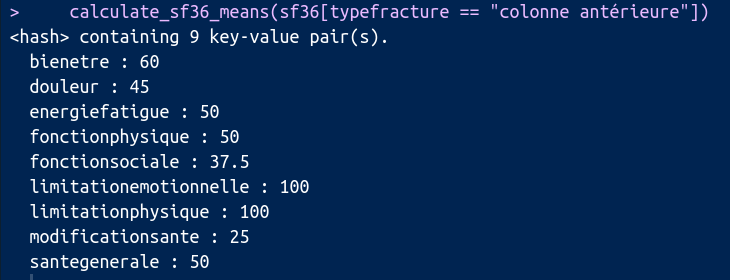 >     calculate_sf36_means(sf36[typefracture == "colonne antérieure"])
<hash> containing 9 key-value pair(s).
  bienetre : 60
  douleur : 45
  energiefatigue : 50
  fonctionphysique : 50
  fonctionsociale : 37.5
  limitationemotionnelle : 100
  limitationphysique : 100
  modificationsante : 25
  santegenerale : 50